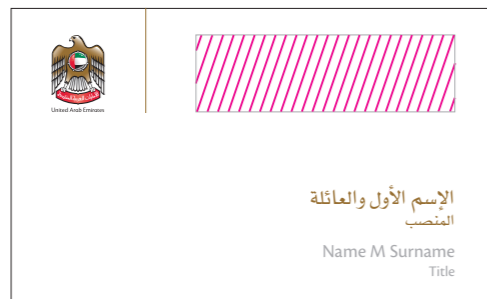 United Arab Emirates
الإسم الأول والعائلة
المنصب
Name M Surname
Title